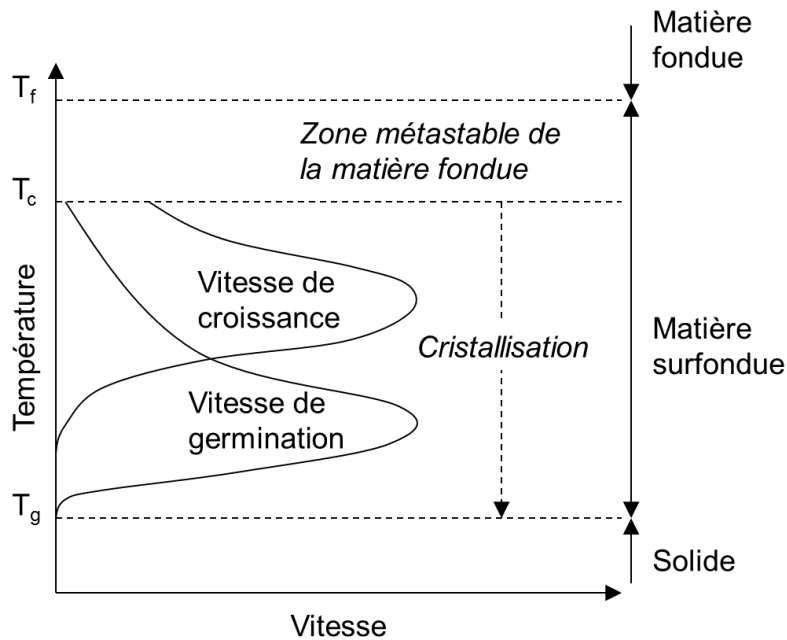 Matière
fondue
T_f
Zone métastable de
la matière fondue
T_c
Vitesse de
croissance
Température
Cristallisation
Matière
surfondue
Vitesse de
germination
T_g
Solide
Vitesse